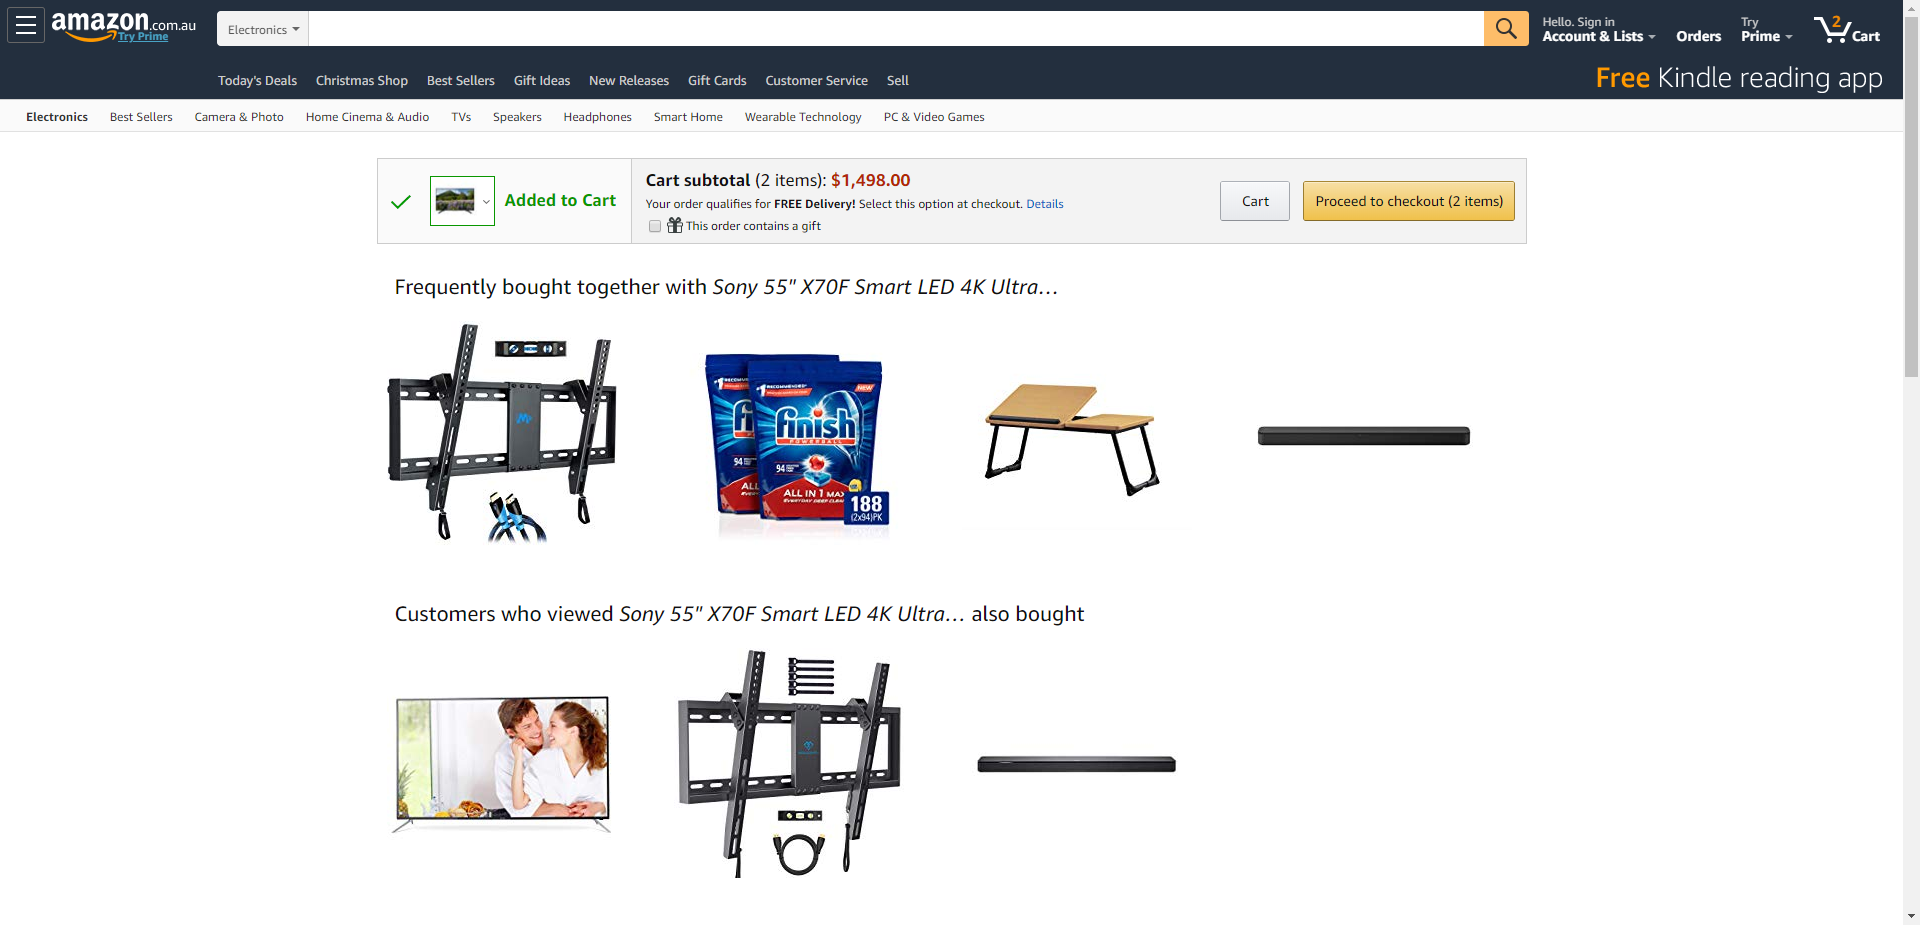 amazon.com.au
Try Prime
Electronics
Hello. Sign in
Account & Lists
Orders
Try
Prime
2
Cart
Today's Deals Christmas Shop Best Sellers Gift Ideas New Releases Gift Cards Customer Service Sell
Free Kindle reading app
Electronics Best Sellers Camera & Photo Home Cinema & Audio TVs Speakers Headphones Smart Home Wearable Technology PC & Video Games
Added to Cart
Cart subtotal (2 items): $1,498.00
Your order qualifies for FREE Delivery! Select this option at checkout. Details
This order contains a gift
Cart
Proceed to checkout (2 items)
Frequently bought together with Sony 55" X70F Smart LED 4K Ultra…
NEW
finish
POWERBALL
94
94
ALL IN 1 MAX
EVERYDAY DEEP CLEAN
188
(2x94)PK
Customers who viewed Sony 55" X70F Smart LED 4K Ultra… also bought